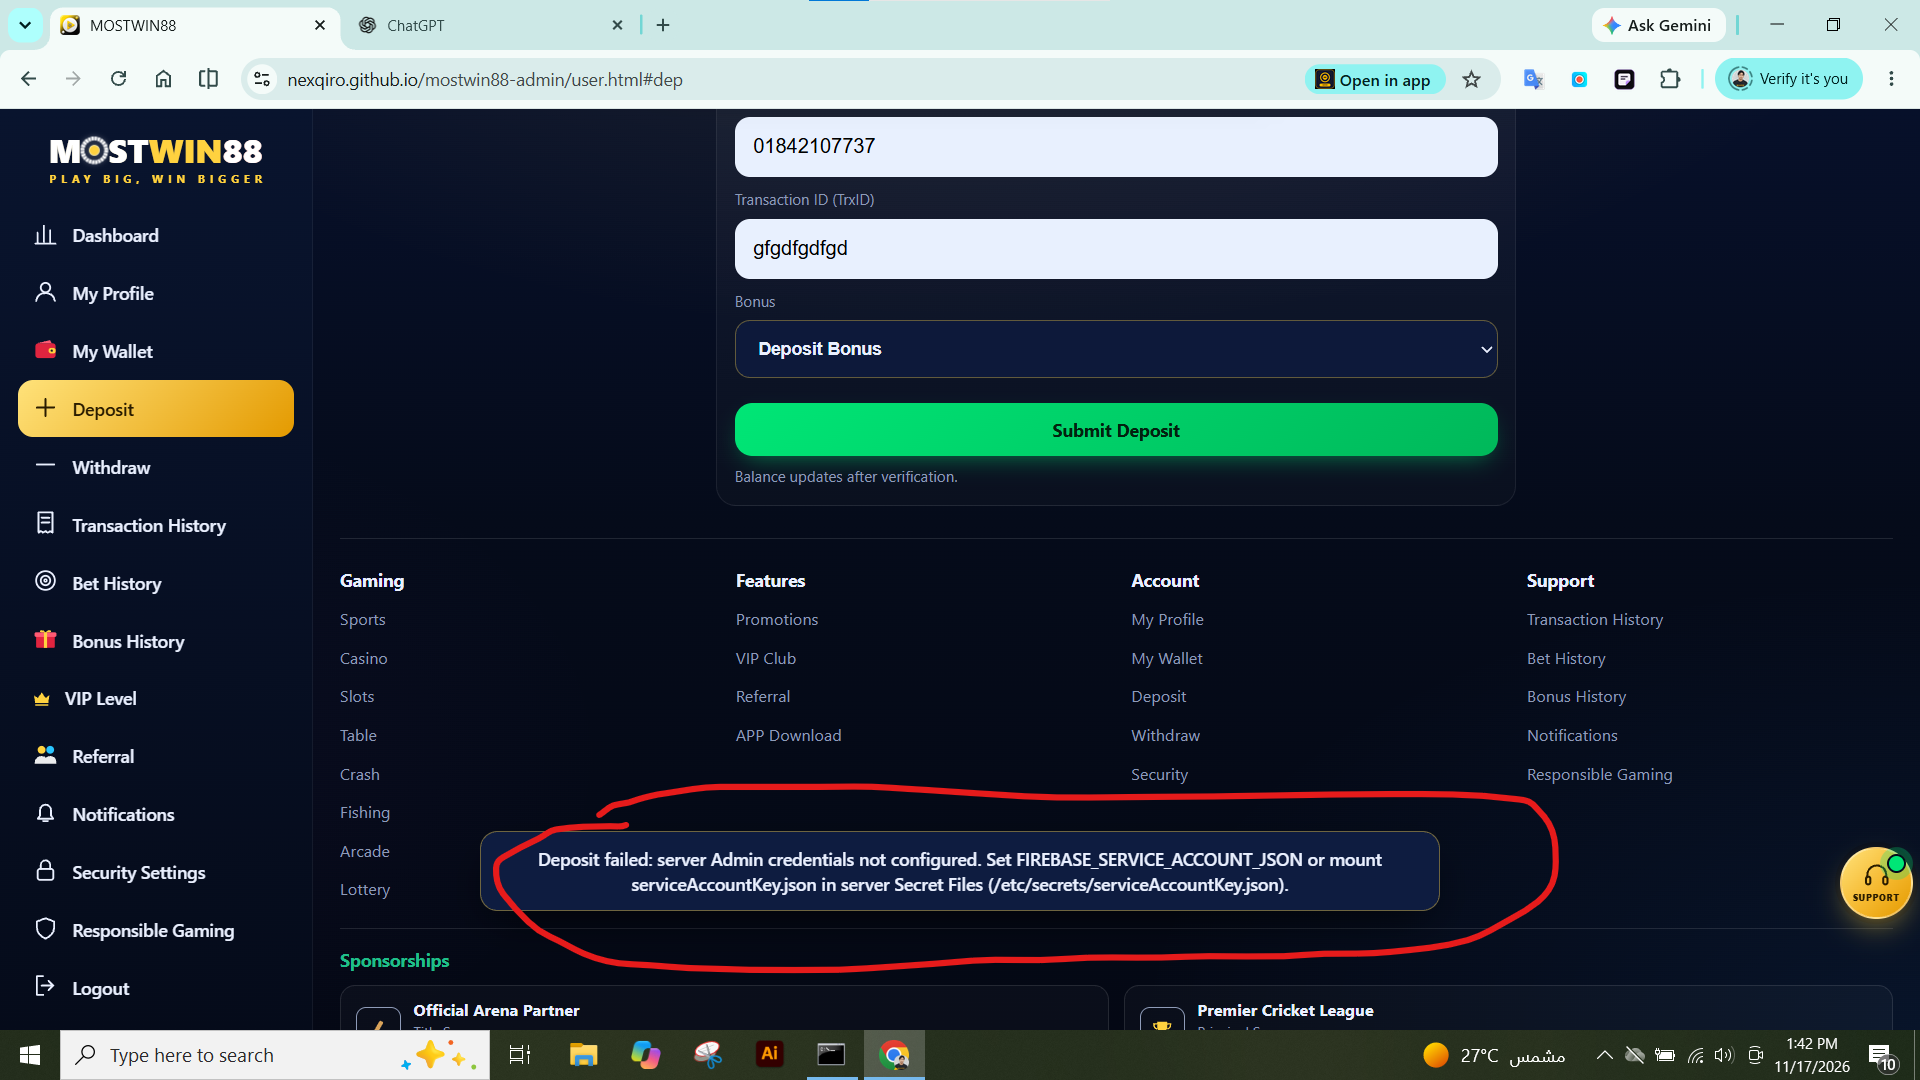 MOSTWIN88
ChatGPT
Ask Gemini
nexqiro.github.io/mostwin88-admin/user.html#dep
Open in app
Verify it's you
MOSTWIN88
PLAY BIG, WIN BIGGER
Dashboard
My Profile
My Wallet
Deposit
Withdraw
Transaction History
Bet History
Bonus History
VIP Level
Referral
Notifications
Security Settings
Responsible Gaming
Logout
01842107737
Transaction ID (TrxID)
gfgdfgdfgd
Bonus
Deposit Bonus
Submit Deposit
Balance updates after verification.
Gaming
Sports
Casino
Slots
Table
Crash
Fishing
Arcade
Lottery
Features
Promotions
VIP Club
Referral
APP Download
Account
My Profile
My Wallet
Deposit
Withdraw
Security
Support
Transaction History
Bet History
Bonus History
Notifications
Responsible Gaming
Deposit failed: server Admin credentials not configured. Set FIREBASE_SERVICE_ACCOUNT_JSON or mount
serviceAccountKey.json in server Secret Files (/etc/secrets/serviceAccountKey.json).
SUPPORT
Sponsorships
Official Arena Partner
Premier Cricket League
Type here to search
Ai
27°C مشمس
1:42 PM
11/17/2026
10